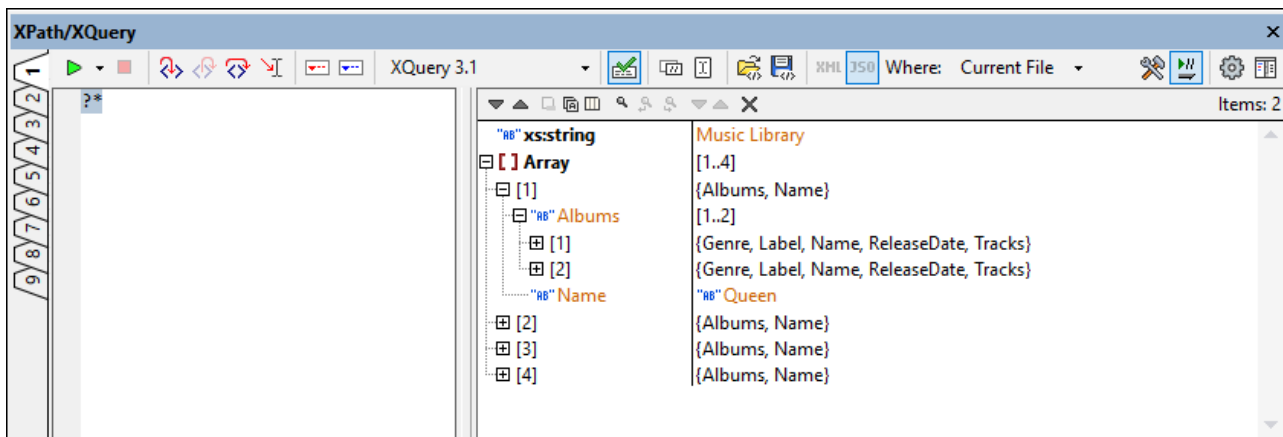 XPath/XQuery
XQuery 3.1 XML JSO Where: Current File
1
2
3
4
5
6
7
8
9
?*
Items: 2
"AB" xs:string Music Library
[ ] Array [1..4]
[1] {Albums, Name}
"AB" Albums [1..2]
[1] {Genre, Label, Name, ReleaseDate, Tracks}
[2] {Genre, Label, Name, ReleaseDate, Tracks}
"AB" Name "AB" Queen
[2] {Albums, Name}
[3] {Albums, Name}
[4] {Albums, Name}